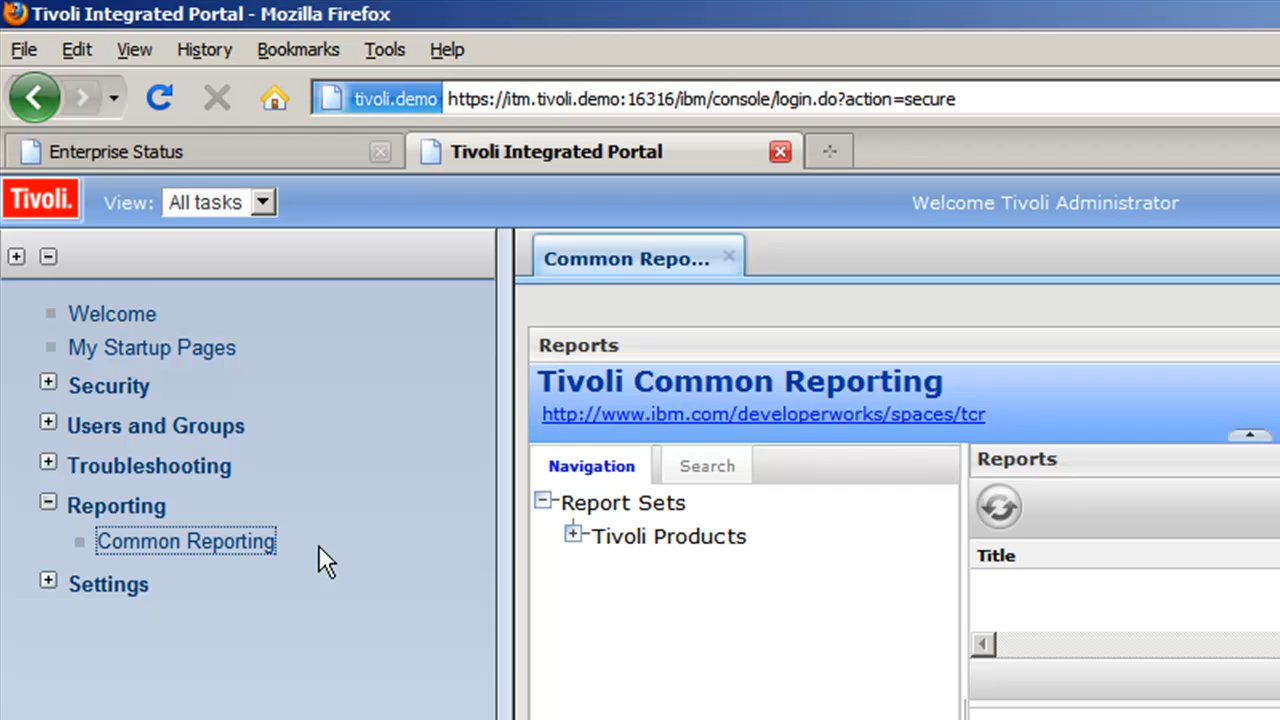 Tivoli Integrated Portal - Mozilla Firefox
File Edit View History Bookmarks Tools Help
tivoli.demo https://itm.tivoli.demo:16316/ibm/console/login.do?action=secure
Enterprise Status Tivoli Integrated Portal
Tivoli. View: All tasks Welcome Tivoli Administrator
Common Repo...
Welcome
My Startup Pages
Security
Users and Groups
Troubleshooting
Reporting
Common Reporting
Settings
Reports
Tivoli Common Reporting
http://www.ibm.com/developerworks/spaces/tcr
Navigation Search
Report Sets
Tivoli Products
Reports
Title